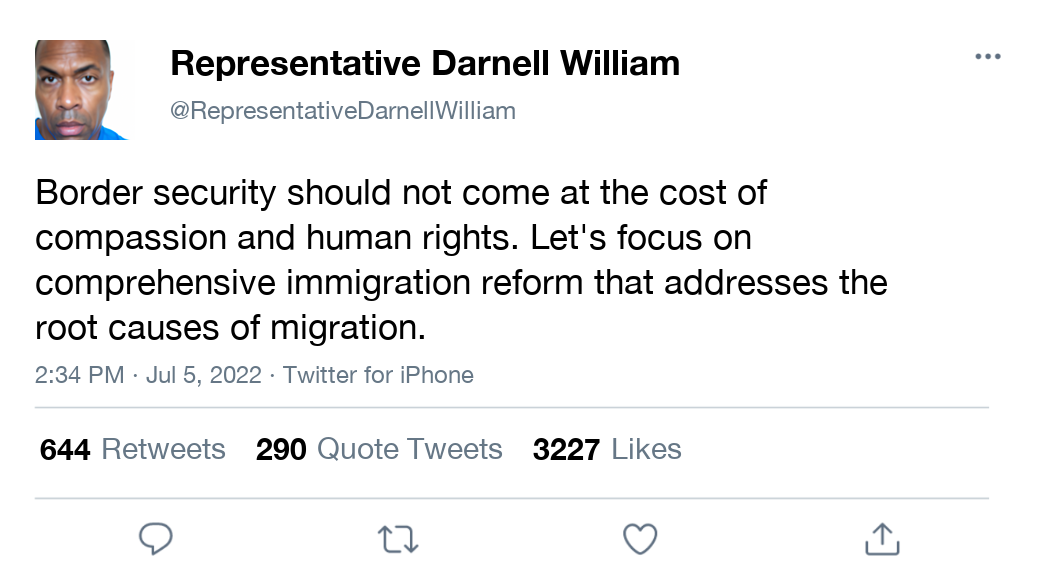 Representative Darnell William
@RepresentativeDarnellWilliam
Border security should not come at the cost of
compassion and human rights. Let's focus on
comprehensive immigration reform that addresses the
root causes of migration.
2:34 PM · Jul 5, 2022 · Twitter for iPhone
644 Retweets 290 Quote Tweets 3227 Likes